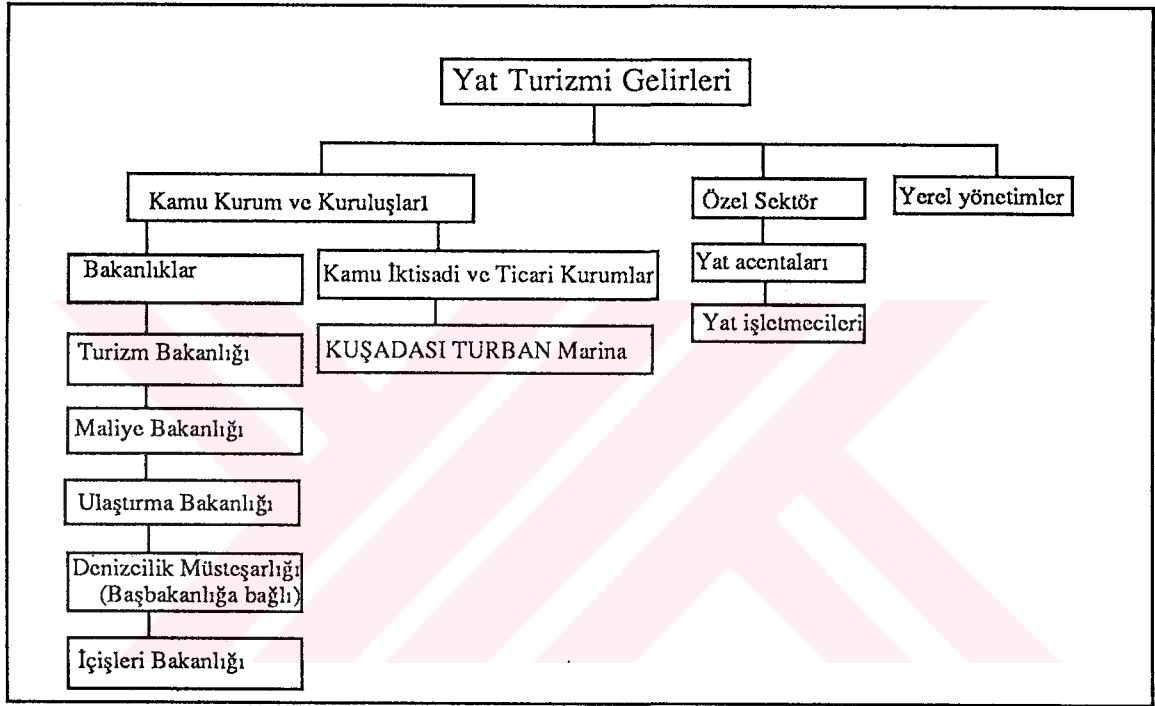 Yat Turizmi Gelirleri
Kamu Kurum ve Kuruluşları
Özel Sektör
Yerel yönetimler
Bakanlıklar
Kamu İktisadi ve Ticari Kurumlar
Yat acentaları
Turizm Bakanlığı
KUŞADASI TURBAN Marina
Yat işletmecileri
Maliye Bakanlığı
Ulaştırma Bakanlığı
Denizcilik Müsteşarlığı
(Başbakanlığa bağlı)
İçişleri Bakanlığı